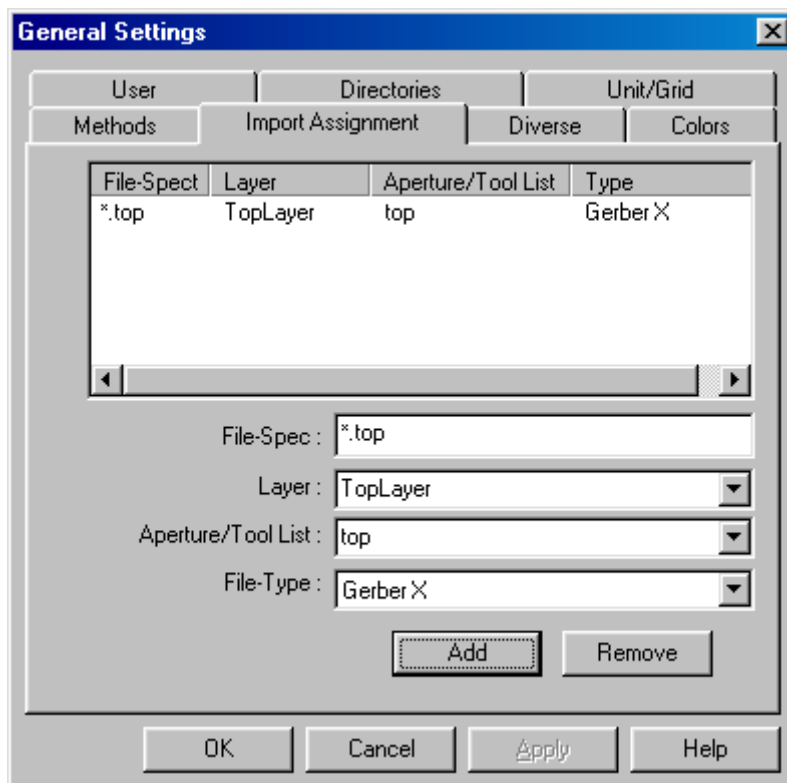 General Settings
User Directories Unit/Grid
Methods Import Assignment Diverse Colors
File-Spect Layer Aperture/Tool List Type
*.top TopLayer top Gerber X
File-Spec : *.top
Layer : TopLayer
Aperture/Tool List : top
File-Type : Gerber X
Add Remove
OK Cancel Apply Help